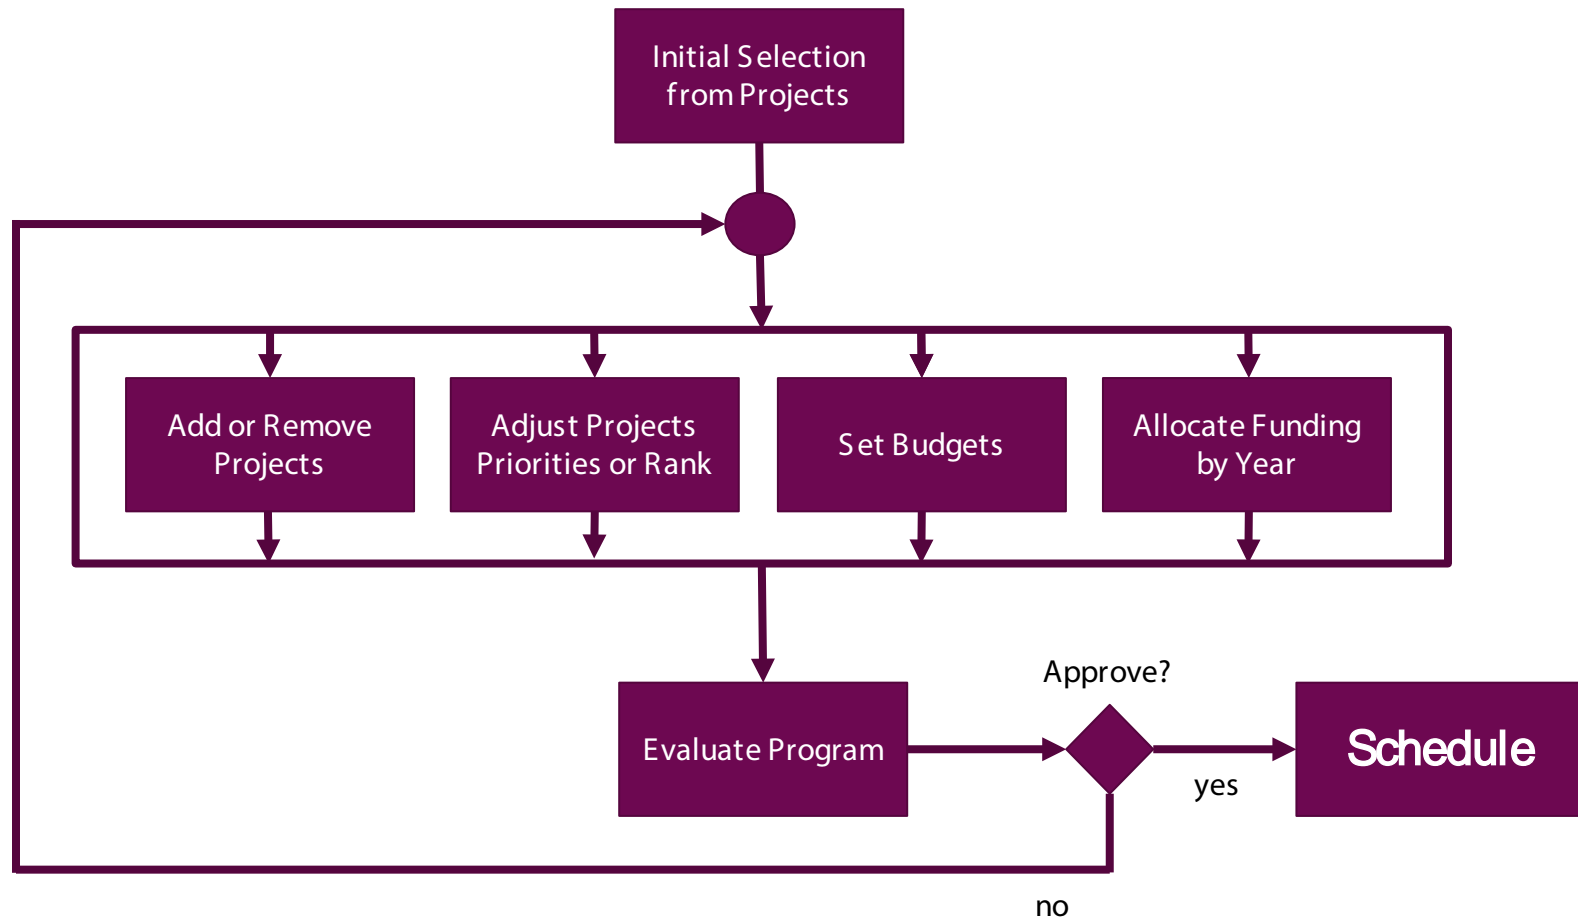 Initial Selection
from Projects
Add or Remove
Projects
Adjust Projects
Priorities or Rank
Set Budgets
Allocate Funding
by Year
Approve?
Evaluate Program
Schedule
yes
no